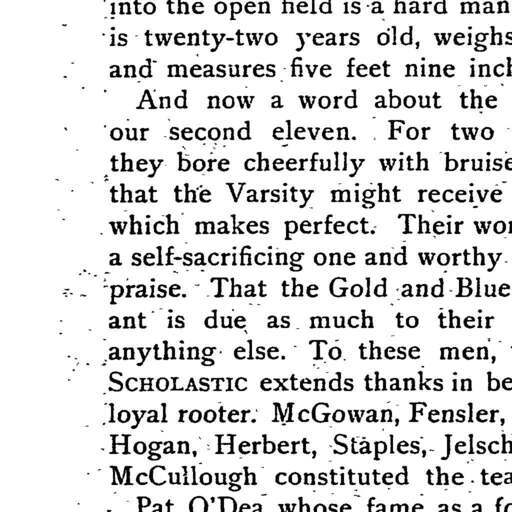 into the open field is a hard man
is twenty-two years old, weighs
and measures five feet nine inch
And now a word about the
our second eleven. For two
they bore cheerfully with bruise
that the Varsity might receive
which makes perfect. Their wor
a self-sacrificing one and worthy
praise. That the Gold and Blue
ant is due as much to their
anything else. To these men,
SCHOLASTIC extends thanks in be
loyal rooter. McGowan, Fensler,
Hogan, Herbert, Staples, Jelsch
McCullough constituted the tea
Pat O'Dea whose fame as a fo